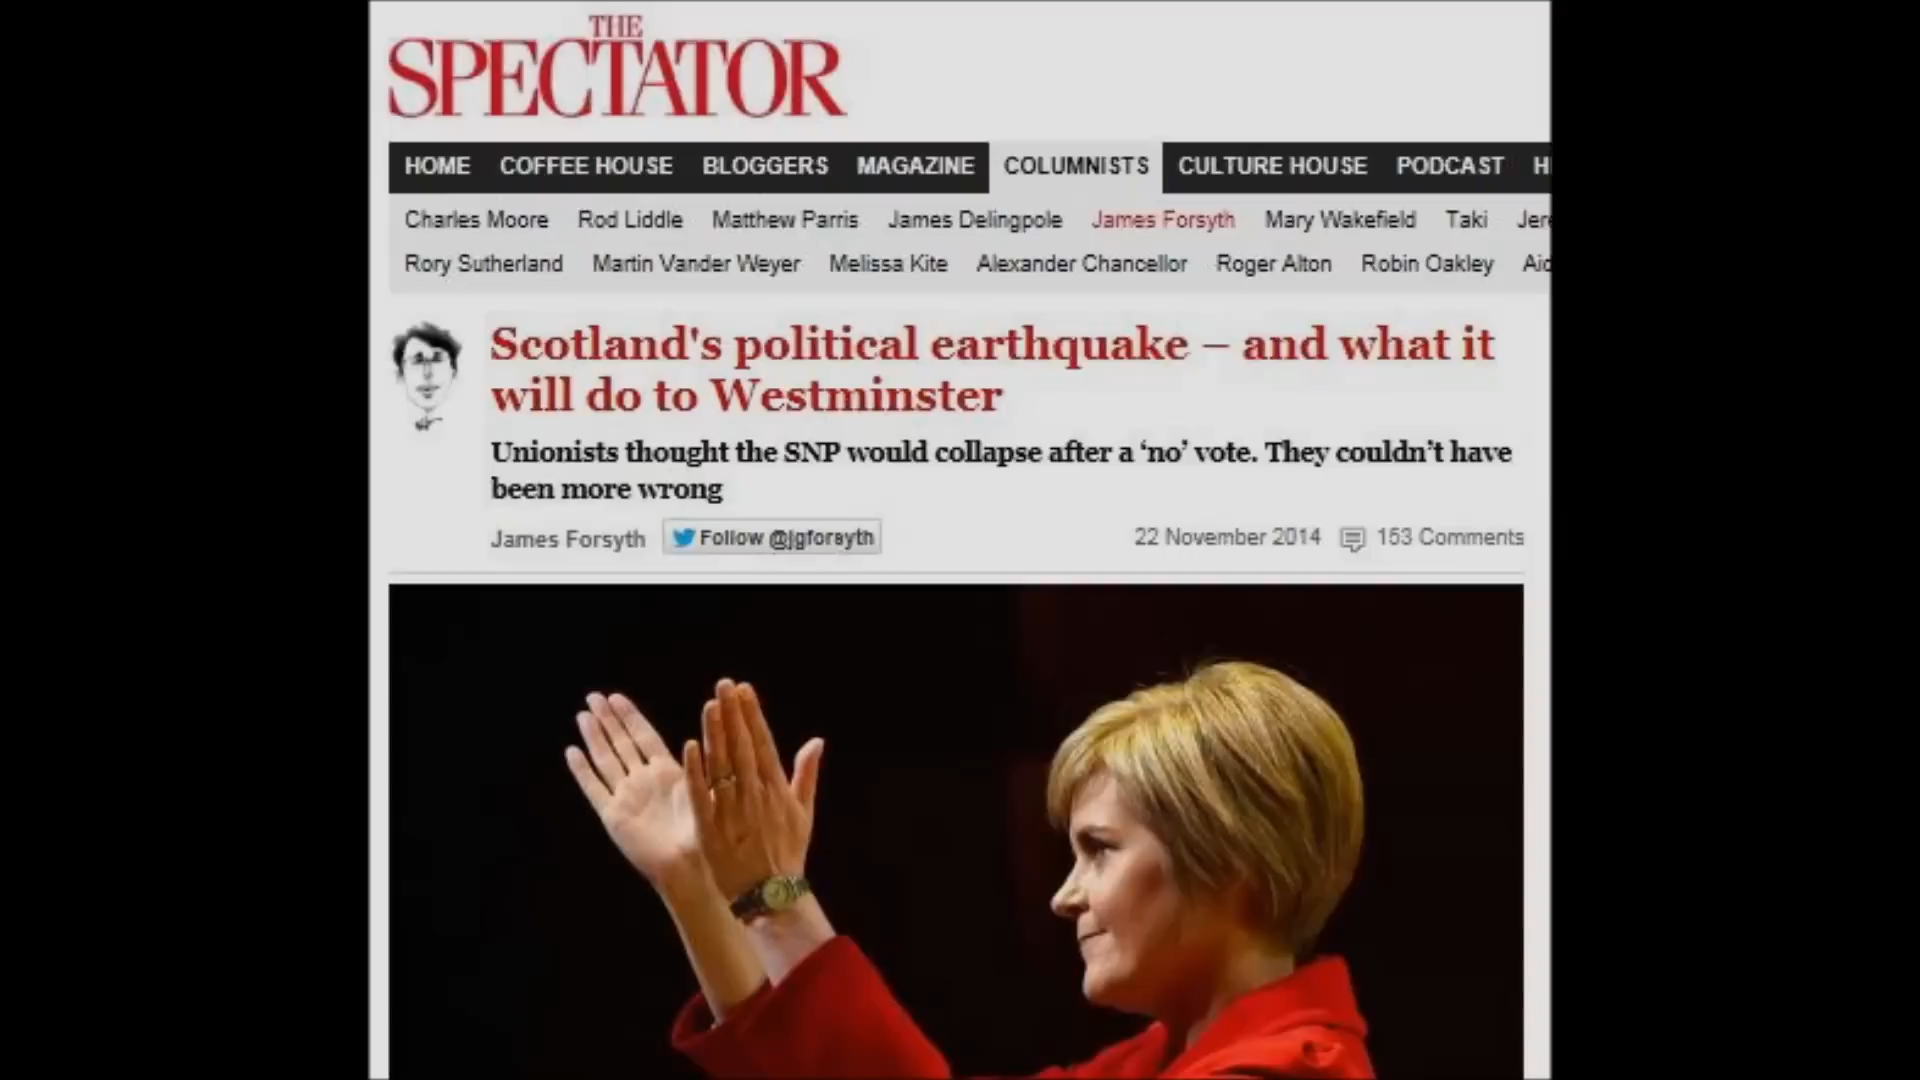 THE
SPECTATOR
HOME COFFEE HOUSE BLOGGERS MAGAZINE COLUMNISTS CULTURE HOUSE PODCAST H
Charles Moore Rod Liddle Matthew Parris James Delingpole James Forsyth Mary Wakefield Taki Jer
Rory Sutherland Martin Vander Weyer Melissa Kite Alexander Chancellor Roger Alton Robin Oakley
Scotland's political earthquake – and what it
will do to Westminster
Unionists thought the SNP would collapse after a ‘no’ vote. They couldn’t have
been more wrong
James Forsyth Follow @jgforsyth 22 November 2014 153 Comments